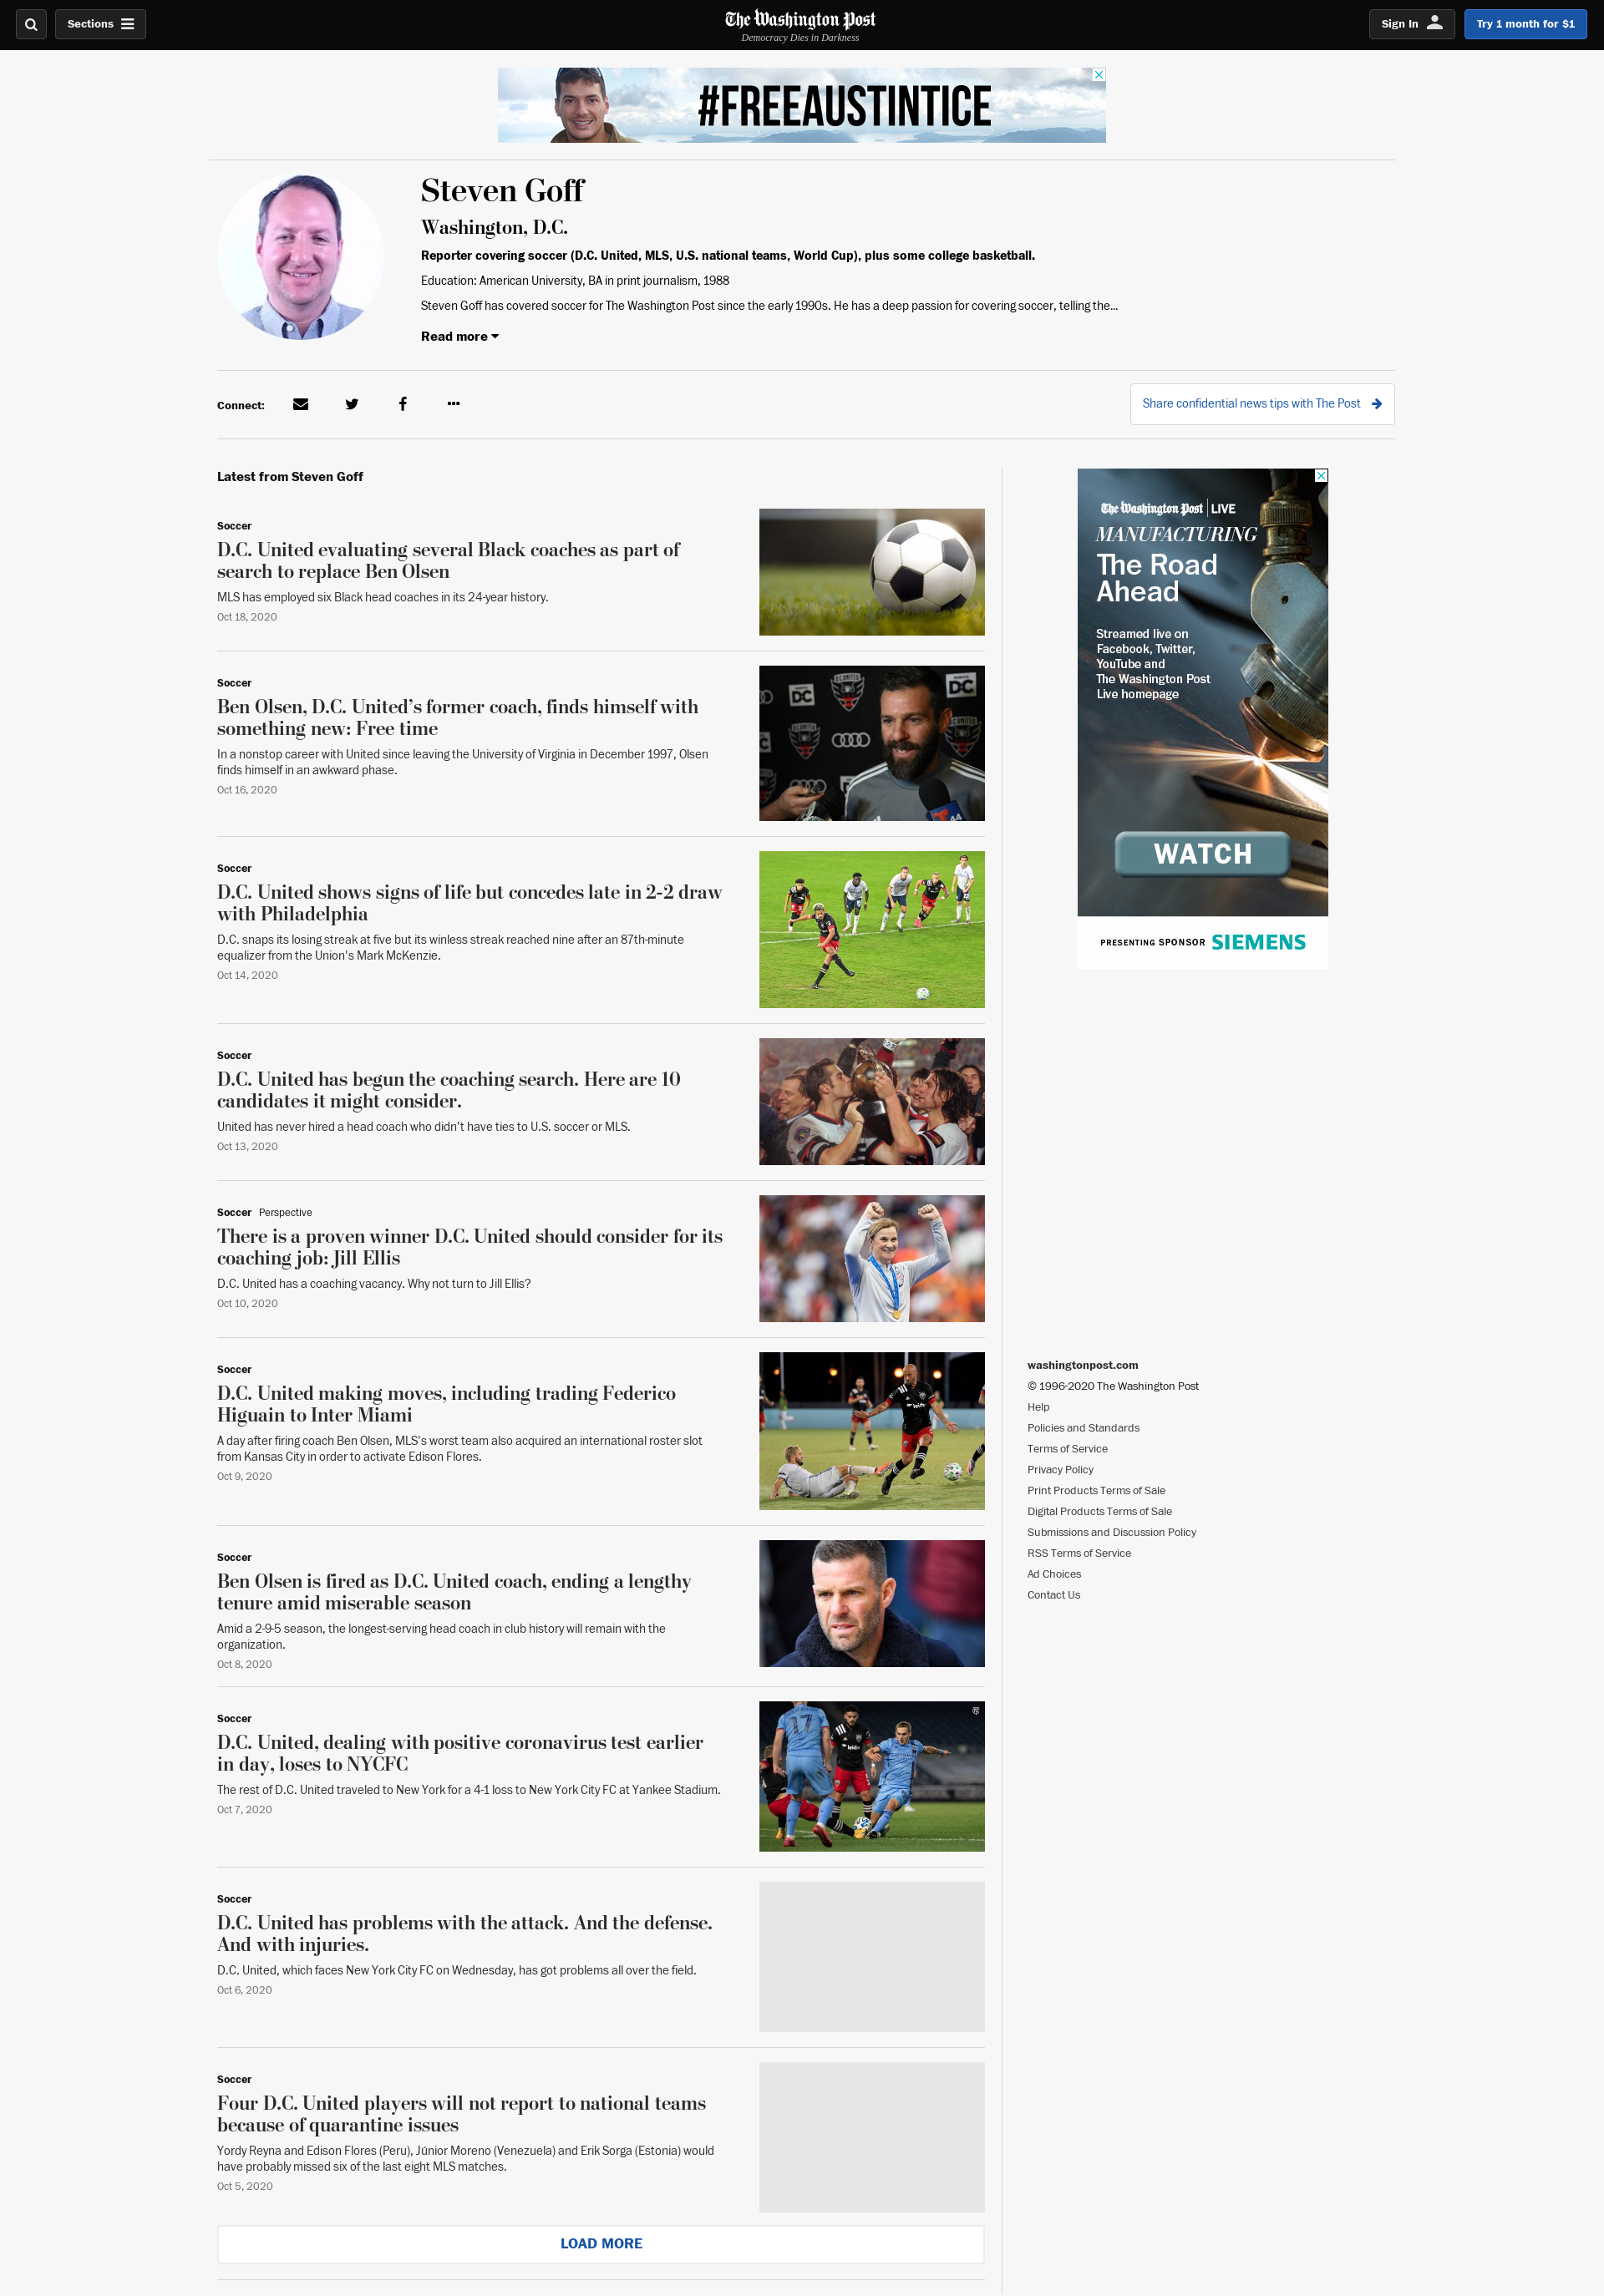 Sections
The Washington Post
Democracy Dies in Darkness
Sign In
Try 1 month for $1
#FREEAUSTINTICE
Steven Goff
Washington, D.C.
Reporter covering soccer (D.C. United, MLS, U.S. national teams, World Cup), plus some college basketball.
Education: American University, BA in print journalism, 1988
Steven Goff has covered soccer for The Washington Post since the early 1990s. He has a deep passion for covering soccer, telling the...
Read more
Connect:
Share confidential news tips with The Post
Latest from Steven Goff
Soccer
D.C. United evaluating several Black coaches as part of
search to replace Ben Olsen
MLS has employed six Black head coaches in its 24-year history.
Oct 18, 2020
Soccer
Ben Olsen, D.C. United’s former coach, finds himself with
something new: Free time
In a nonstop career with United since leaving the University of Virginia in December 1997, Olsen
finds himself in an awkward phase.
Oct 16, 2020
DC
DC
44
Soccer
D.C. United shows signs of life but concedes late in 2-2 draw
with Philadelphia
D.C. snaps its losing streak at five but its winless streak reached nine after an 87th-minute
equalizer from the Union's Mark McKenzie.
Oct 14, 2020
Soccer
D.C. United has begun the coaching search. Here are 10
candidates it might consider.
United has never hired a head coach who didn’t have ties to U.S. soccer or MLS.
Oct 13, 2020
Soccer Perspective
There is a proven winner D.C. United should consider for its
coaching job: Jill Ellis
D.C. United has a coaching vacancy. Why not turn to Jill Ellis?
Oct 10, 2020
Soccer
D.C. United making moves, including trading Federico
Higuain to Inter Miami
A day after firing coach Ben Olsen, MLS's worst team also acquired an international roster slot
from Kansas City in order to activate Edison Flores.
Oct 9, 2020
Soccer
Ben Olsen is fired as D.C. United coach, ending a lengthy
tenure amid miserable season
Amid a 2-9-5 season, the longest-serving head coach in club history will remain with the
organization.
Oct 8, 2020
Soccer
D.C. United, dealing with positive coronavirus test earlier
in day, loses to NYCFC
The rest of D.C. United traveled to New York for a 4-1 loss to New York City FC at Yankee Stadium.
Oct 7, 2020
17
Soccer
D.C. United has problems with the attack. And the defense.
And with injuries.
D.C. United, which faces New York City FC on Wednesday, has got problems all over the field.
Oct 6, 2020
Soccer
Four D.C. United players will not report to national teams
because of quarantine issues
Yordy Reyna and Edison Flores (Peru), Júnior Moreno (Venezuela) and Erik Sorga (Estonia) would
have probably missed six of the last eight MLS matches.
Oct 5, 2020
LOAD MORE
The Washington Post LIVE
MANUFACTURING
The Road
Ahead
Streamed live on
Facebook, Twitter,
YouTube and
The Washington Post
Live homepage
WATCH
PRESENTING SPONSOR SIEMENS
washingtonpost.com
© 1996-2020 The Washington Post
Help
Policies and Standards
Terms of Service
Privacy Policy
Print Products Terms of Sale
Digital Products Terms of Sale
Submissions and Discussion Policy
RSS Terms of Service
Ad Choices
Contact Us